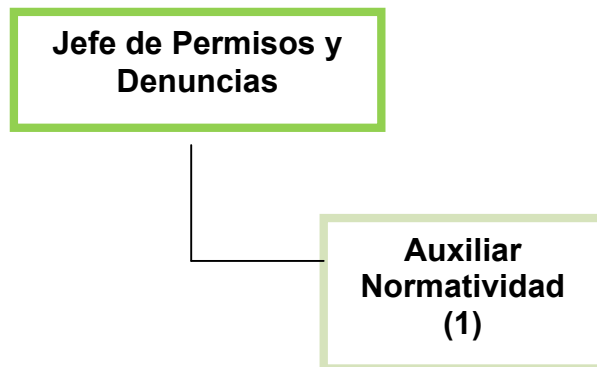 Jefe de Permisos y
Denuncias
Auxiliar
Normatividad
(1)